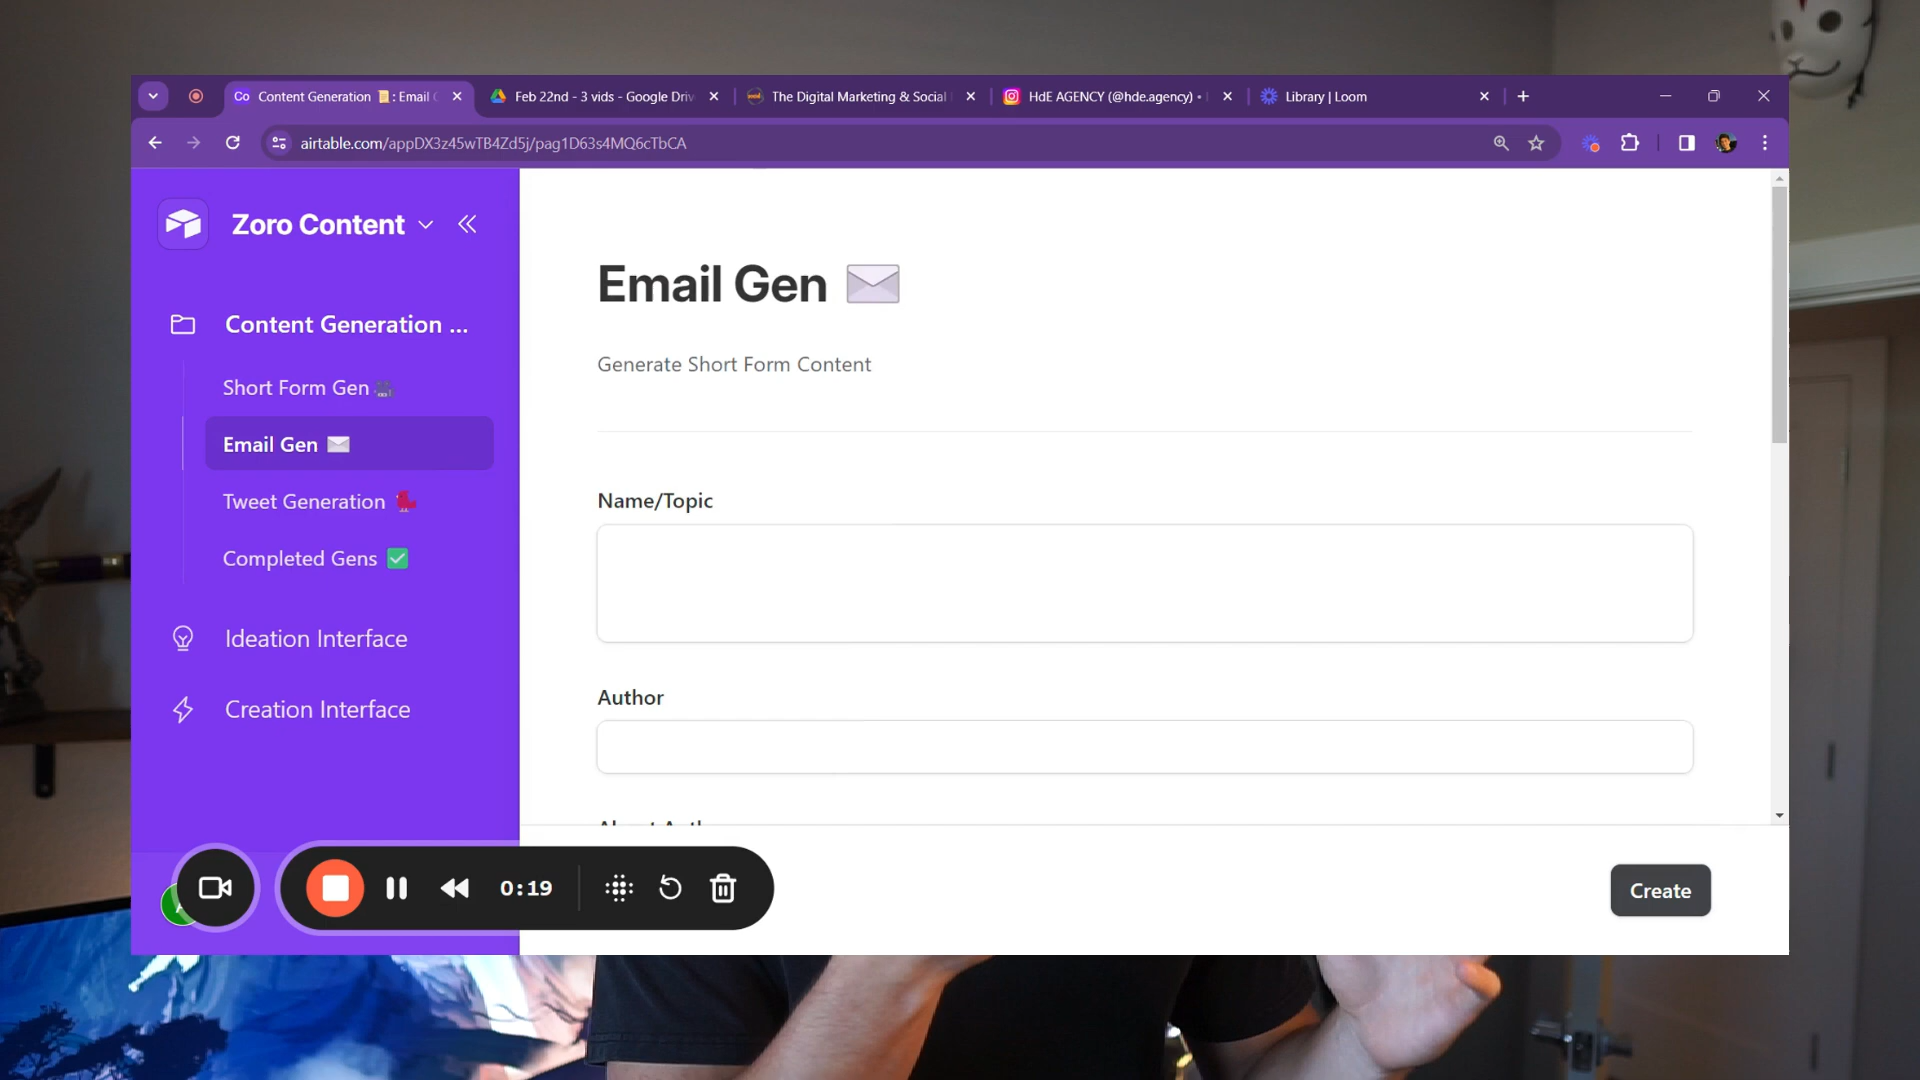 Co Content Generation 📜: Email
Feb 22nd - 3 vids - Google Driv
The Digital Marketing & Social
HdE AGENCY (@hde.agency) •
Library | Loom
airtable.com/appDX3z45wTB4Zd5j/pag1D63s4MQ6cTbCA
Zoro Content
Content Generation ...
Short Form Gen
Email Gen ✉️
Tweet Generation
Completed Gens ✅
Ideation Interface
Creation Interface
Email Gen ✉️
Generate Short Form Content
Name/Topic
Author
0:19
Create